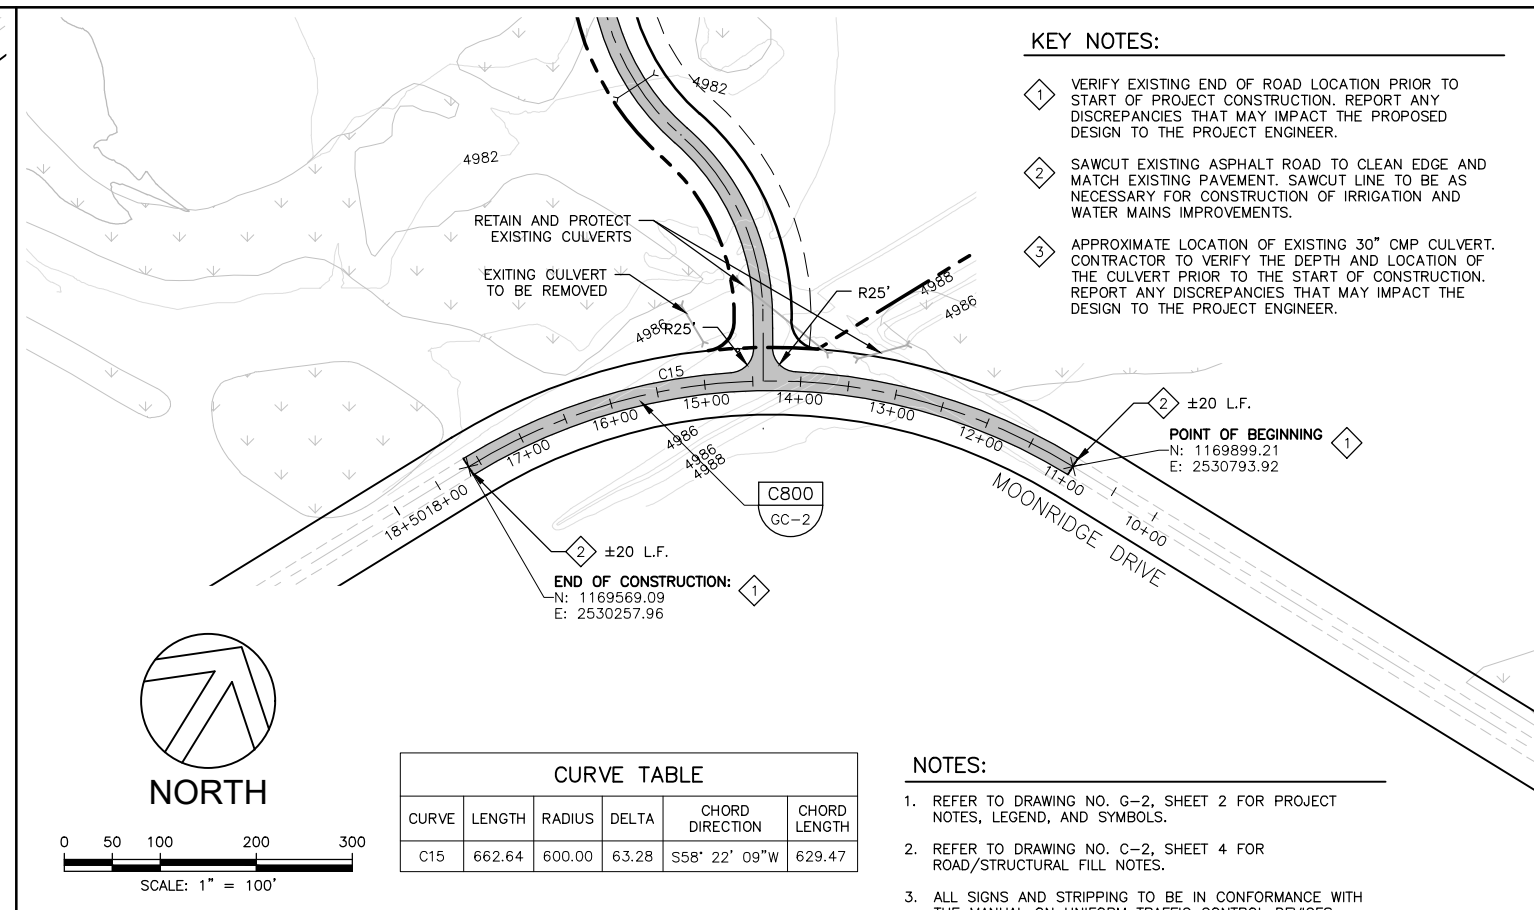 KEY NOTES:
1 VERIFY EXISTING END OF ROAD LOCATION PRIOR TO
START OF PROJECT CONSTRUCTION. REPORT ANY
DISCREPANCIES THAT MAY IMPACT THE PROPOSED
DESIGN TO THE PROJECT ENGINEER.
2 SAWCUT EXISTING ASPHALT ROAD TO CLEAN EDGE AND
MATCH EXISTING PAVEMENT. SAWCUT LINE TO BE AS
NECESSARY FOR CONSTRUCTION OF IRRIGATION AND
WATER MAINS IMPROVEMENTS.
3 APPROXIMATE LOCATION OF EXISTING 30" CMP CULVERT.
CONTRACTOR TO VERIFY THE DEPTH AND LOCATION OF
THE CULVERT PRIOR TO THE START OF CONSTRUCTION.
REPORT ANY DISCREPANCIES THAT MAY IMPACT THE
DESIGN TO THE PROJECT ENGINEER.
4982
4982
RETAIN AND PROTECT
EXISTING CULVERTS
EXITING CULVERT
TO BE REMOVED
R25'
4988
4986
4986
R25'
C15
18+50
18+00
17+00
16+00
15+00
14+00
13+00
12+00
11+00
10+00
4986
4986
4988
2 ±20 L.F.
POINT OF BEGINNING 1
N: 1169899.21
E: 2530793.92
MOONRIDGE DRIVE
C800
GC-2
2 ±20 L.F.
END OF CONSTRUCTION: 1
N: 1169569.09
E: 2530257.96
NORTH
0 50 100 200 300
SCALE: 1" = 100'
CURVE TABLE
CURVE LENGTH RADIUS DELTA CHORD DIRECTION CHORD LENGTH
C15 662.64 600.00 63.28 S58° 22' 09"W 629.47
NOTES:
1. REFER TO DRAWING NO. G-2, SHEET 2 FOR PROJECT
NOTES, LEGEND, AND SYMBOLS.
2. REFER TO DRAWING NO. C-2, SHEET 4 FOR
ROAD/STRUCTURAL FILL NOTES.
3. ALL SIGNS AND STRIPPING TO BE IN CONFORMANCE WITH
THE MANUAL ON UNIFORM TRAFFIC CONTROL DEVICES